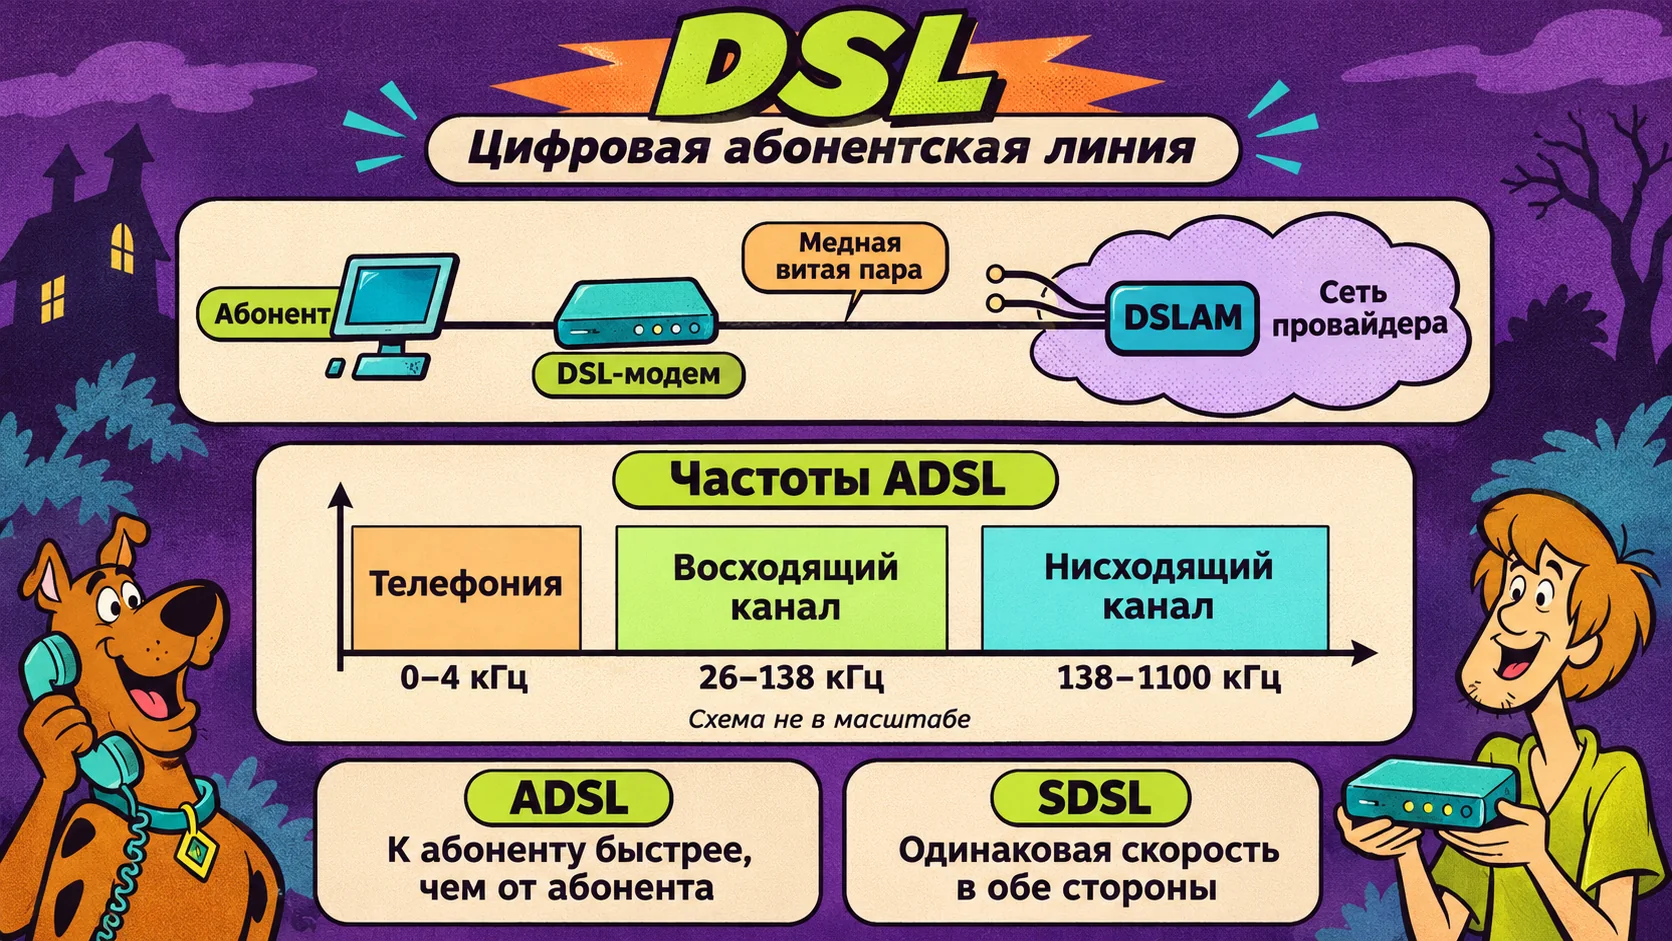 DSL
Цифровая абонентская линия
Абонент
DSL-модем
Медная
витая пара
DSLAM
Сеть
провайдера
Частоты ADSL
Телефония
Восходящий
канал
Нисходящий
канал
0–4 кГц
26–138 кГц
138–1100 кГц
Схема не в масштабе
ADSL
К абоненту быстрее,
чем от абонента
SDSL
Одинаковая скорость
в обе стороны